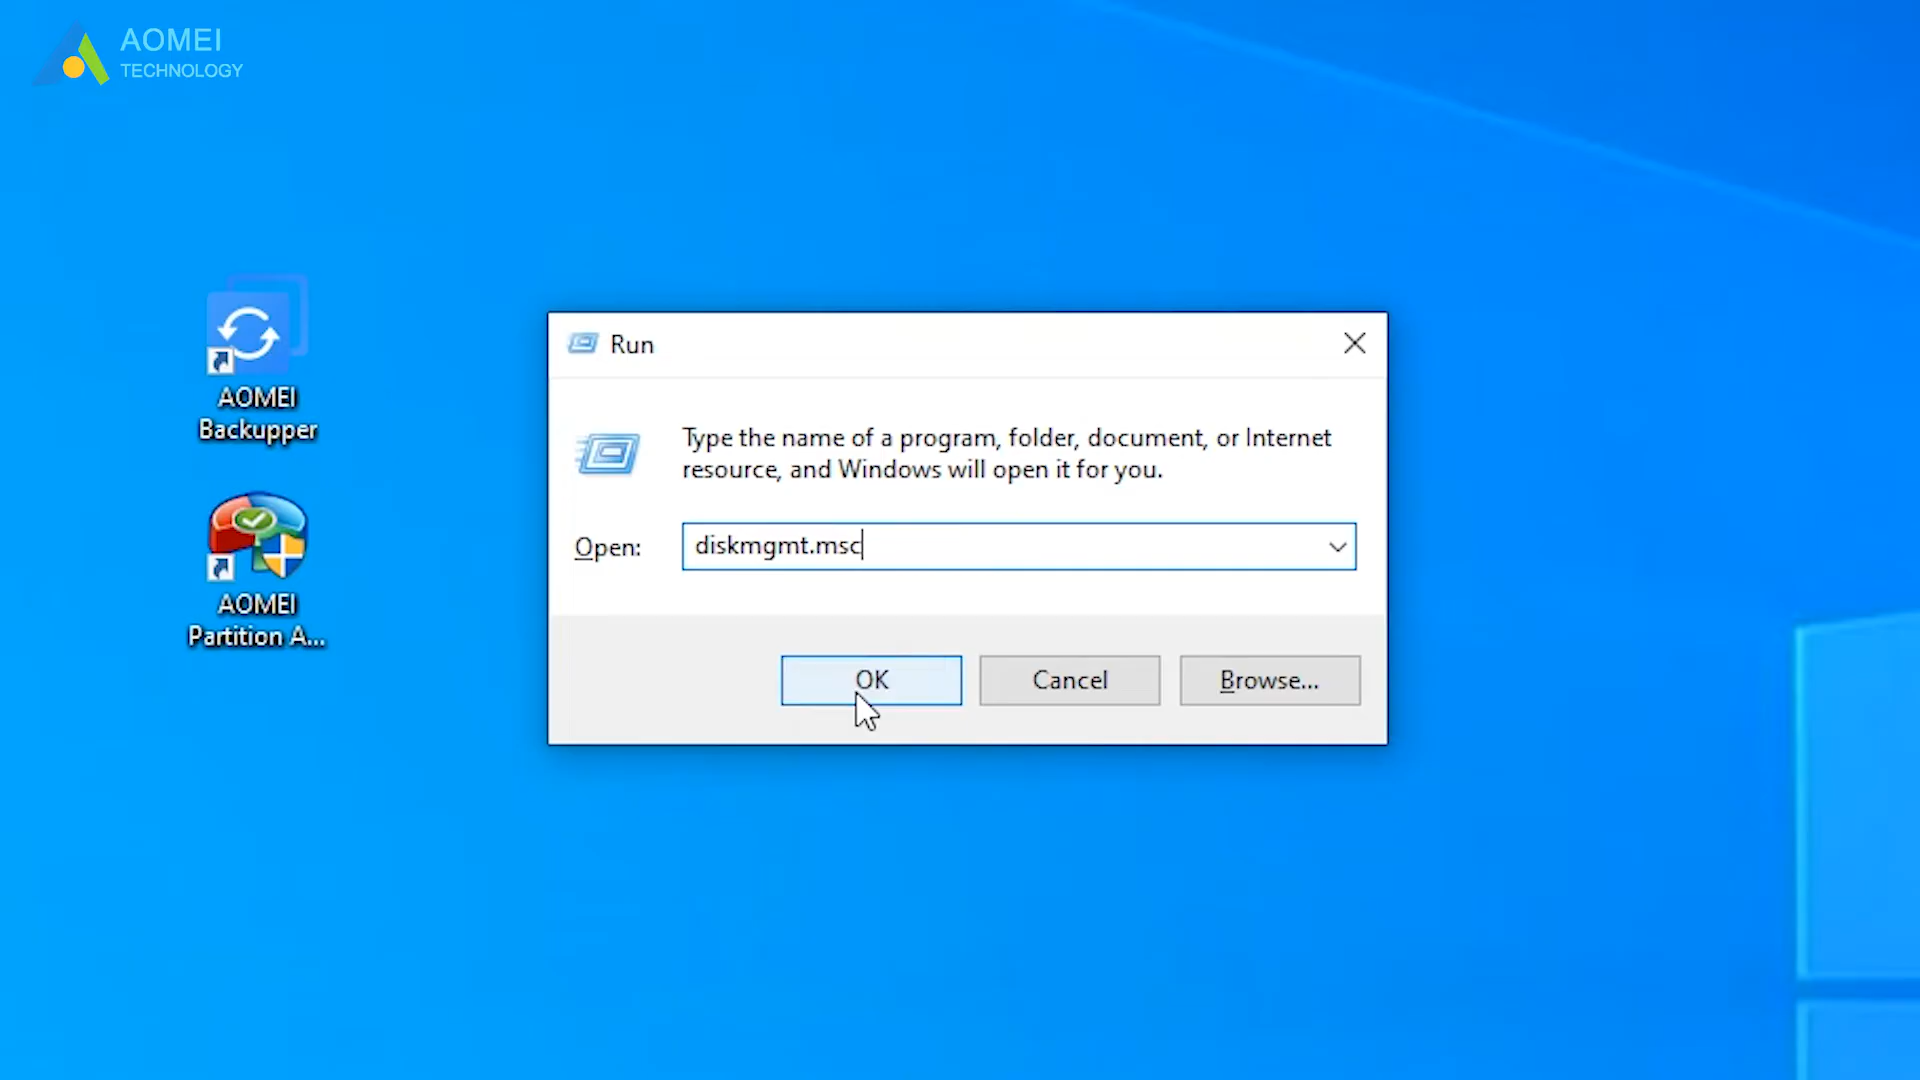 AOMEI
TECHNOLOGY
AOMEI
Backupper
AOMEI
Partition A...
Run
Type the name of a program, folder, document, or Internet
resource, and Windows will open it for you.
Open: diskmgmt.msc
OK Cancel Browse...